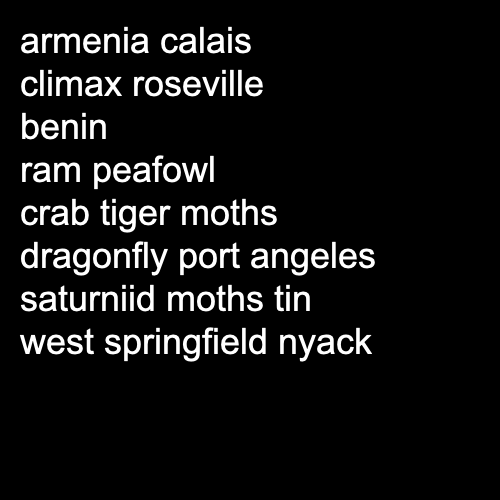 armenia calais
climax roseville
benin
ram peafowl
crab tiger moths
dragonfly port angeles
saturniid moths tin
west springfield nyack